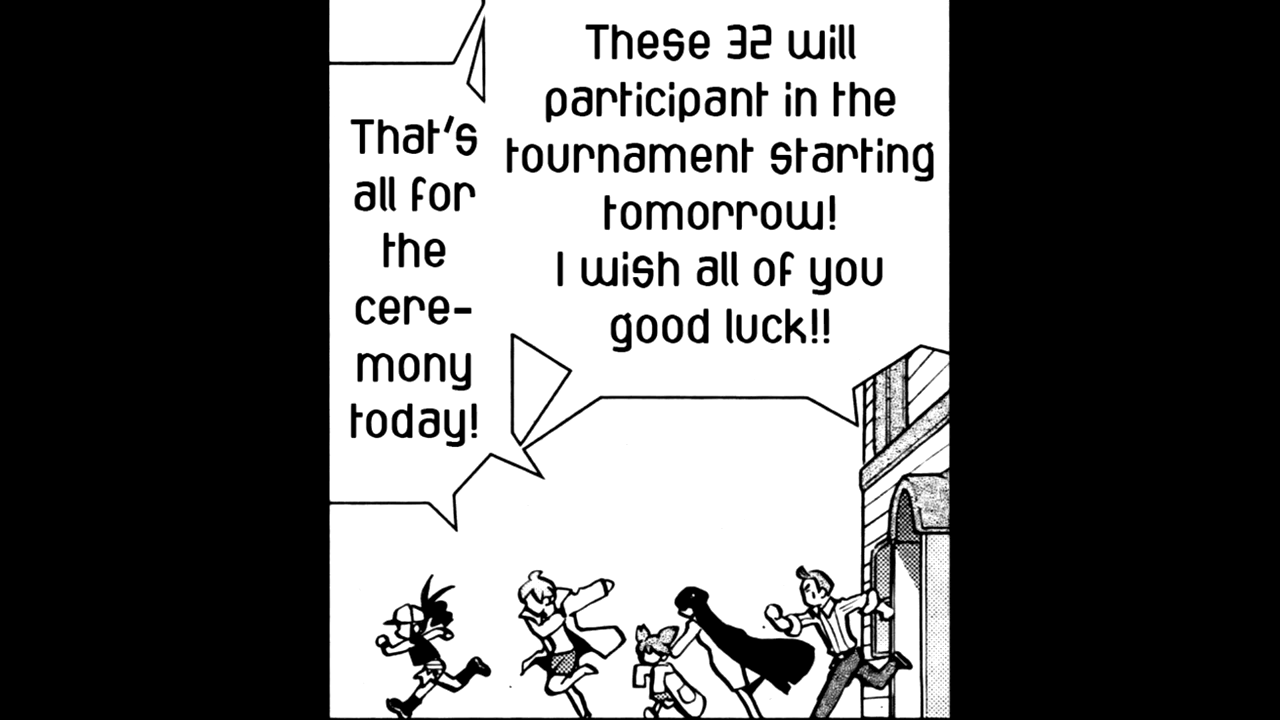 These 32 will
participant in the
tournament starting
tomorrow!
I wish all of you
good luck!!
That's
all for
the
cere-
mony
today!